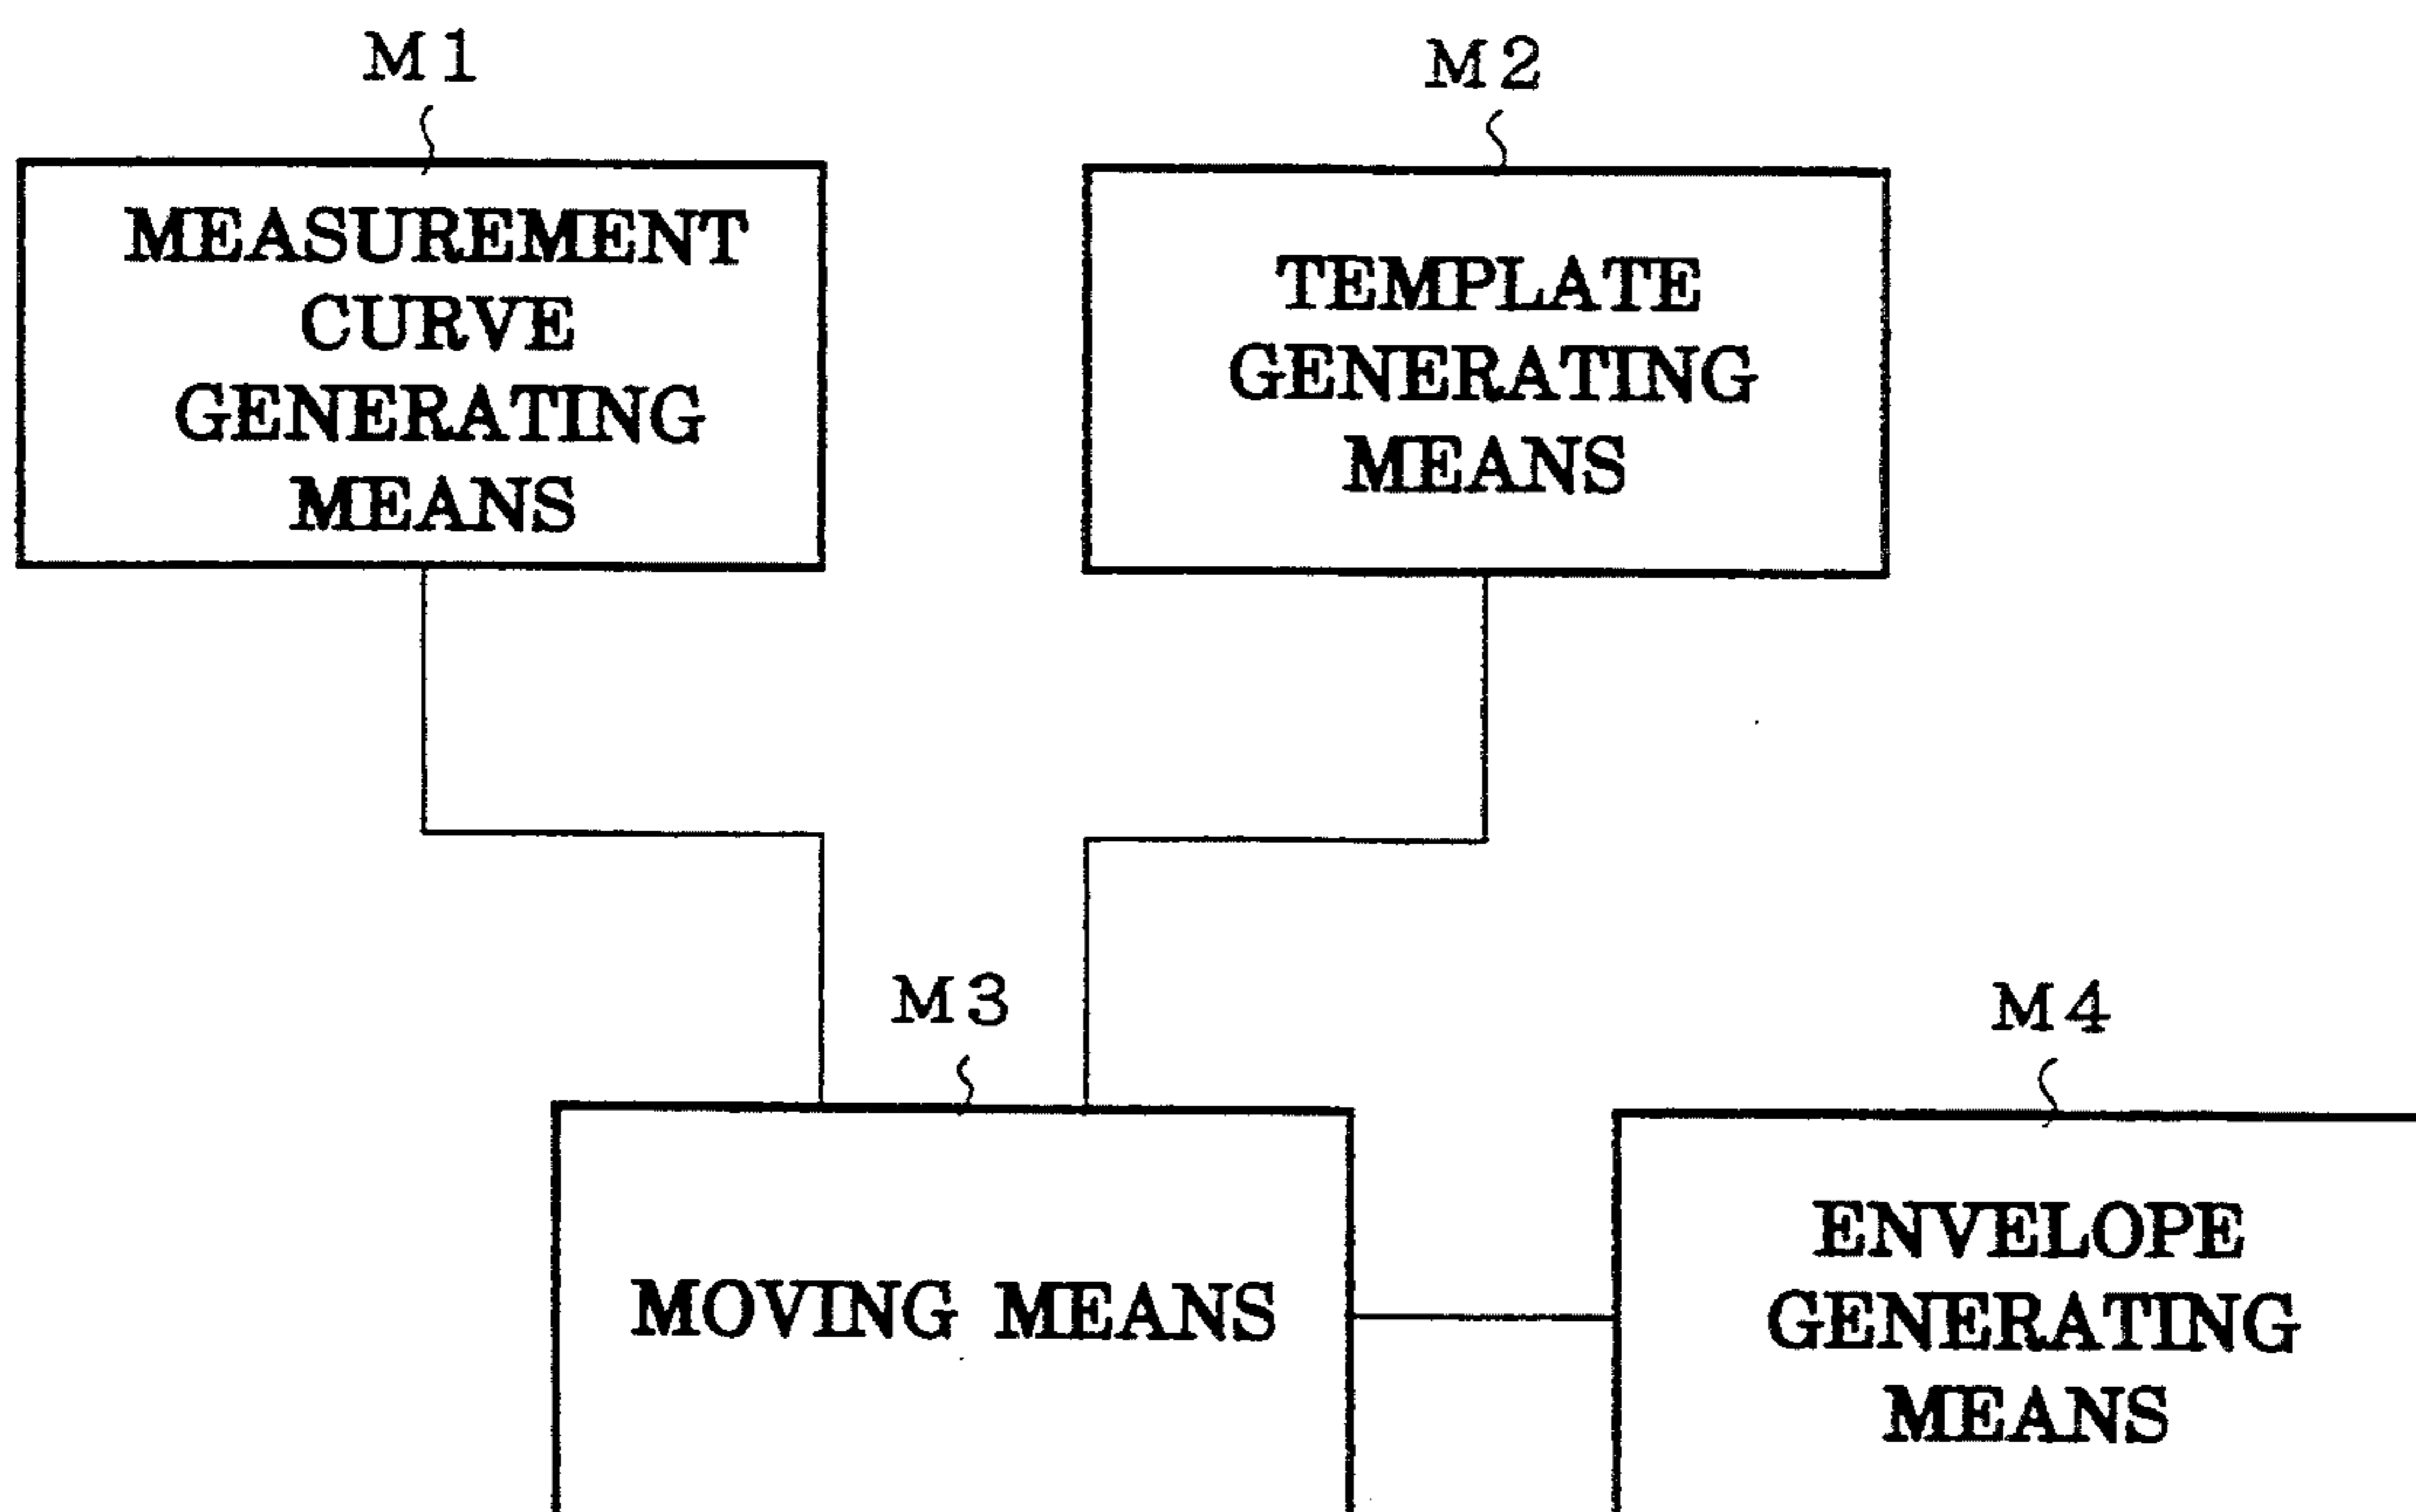 M1
MEASUREMENT
CURVE
GENERATING
MEANS
M2
TEMPLATE
GENERATING
MEANS
M3
MOVING MEANS
M4
ENVELOPE
GENERATING
MEANS